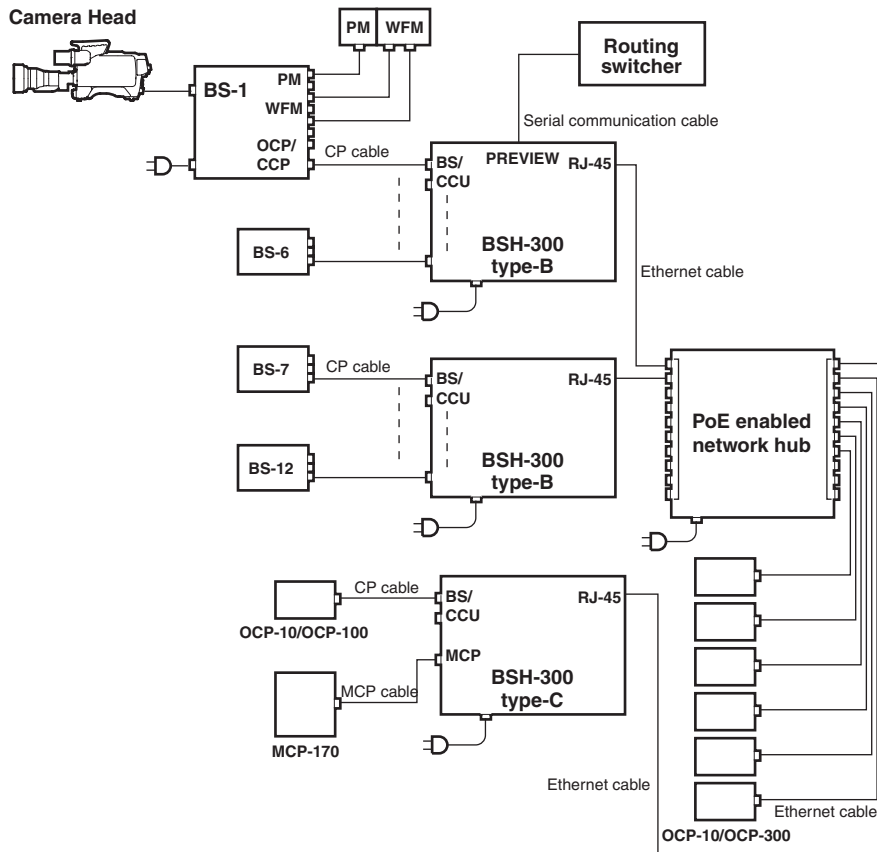 Camera Head
PM
WFM
Routing
switcher
BS-1
PM
WFM
OCP/
CCP
CP cable
Serial communication cable
BS/
CCU
PREVIEW
RJ-45
BSH-300
type-B
BS-6
Ethernet cable
BS-7
CP cable
BS/
CCU
RJ-45
BSH-300
type-B
BS-12
PoE enabled
network hub
CP cable
OCP-10/OCP-100
BS/
CCU
RJ-45
MCP
BSH-300
type-C
MCP cable
MCP-170
Ethernet cable
Ethernet cable
OCP-10/OCP-300